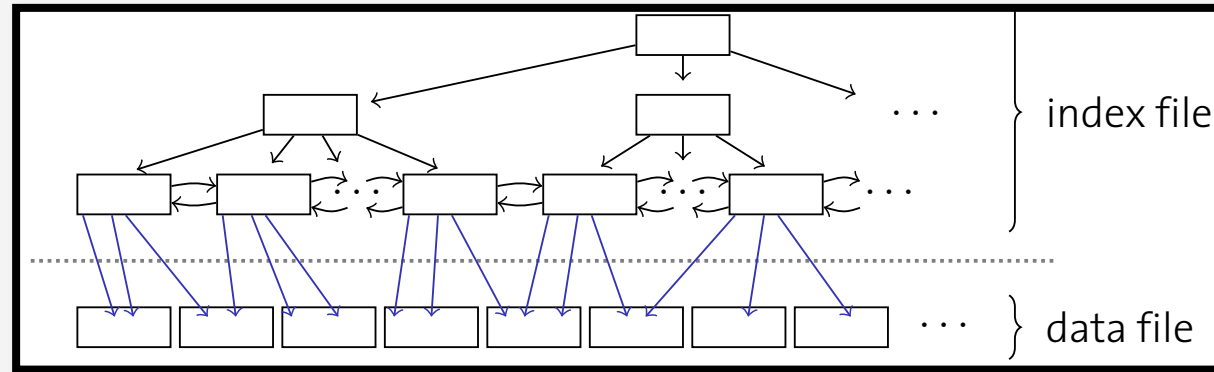 . . .
index file
. . .
. . .
. . .
. . .
data file